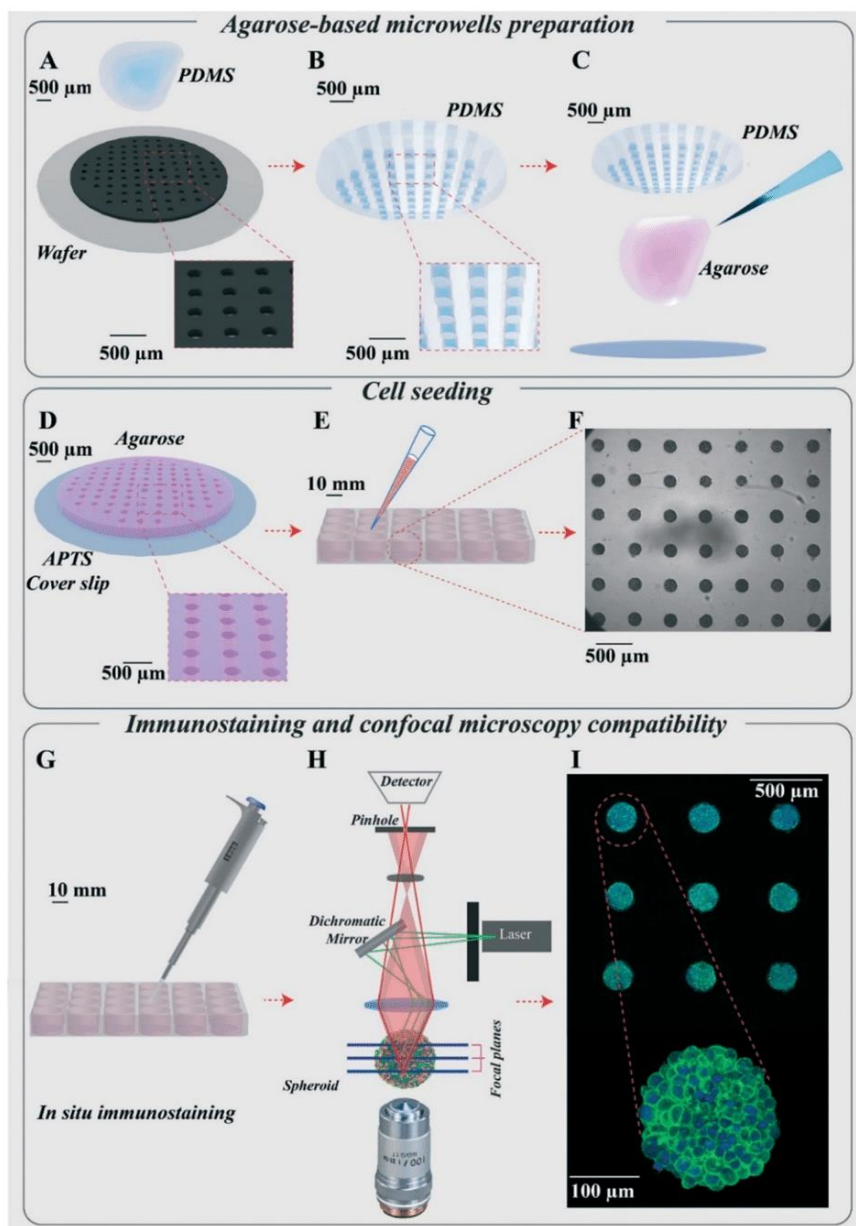 Agarose-based microwells preparation
A
B
C
PDMS
500 µm
500 µm
PDMS
500 µm
PDMS
Wafer
Agarose
500 µm
500 µm
Cell seeding
D
E
F
500 µm
Agarose
10 mm
APTS
Cover slip
500 µm
500 µm
Immunostaining and confocal microscopy compatibility
G
H
I
Detector
500 µm
Pinhole
10 mm
Dichromatic
Mirror
Laser
Spheroid
Focal planes
In situ immunostaining
100 µm